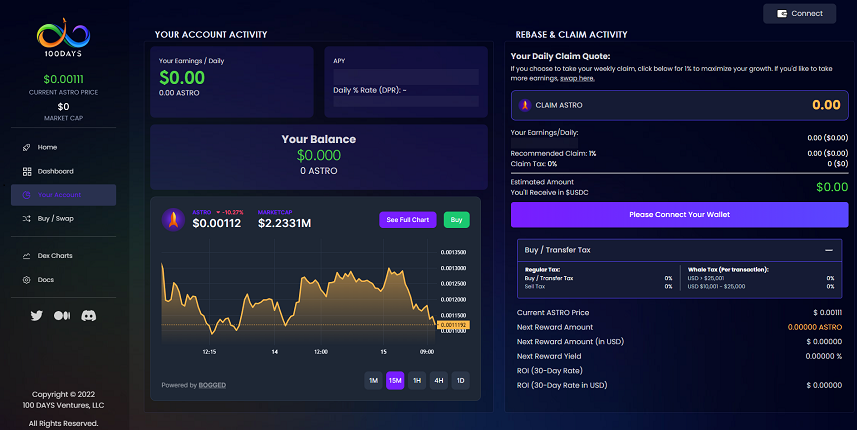 100DAYS
$0.00111
CURRENT ASTRO PRICE
$0
MARKET CAP
Home
Dashboard
Your Account
Buy / Swap
Dex Charts
Docs
Copyright © 2022
100 DAYS Ventures, LLC
All Rights Reserved.
YOUR ACCOUNT ACTIVITY
Your Earnings / Daily
$0.00
0.00 ASTRO
APY
Daily % Rate (DPR): ~
Your Balance
$0.000
0 ASTRO
ASTRO ▼ -10.27%
$0.00112
MARKETCAP
$2.2331M
See Full Chart
Buy
0.0013500
0.0013000
0.0012500
0.0012000
0.0011500
0.0011192
0.0011000
12:15
14
12:00
15
09:00
Powered by BOGGED
1M
15M
1H
4H
1D
Connect
REBASE & CLAIM ACTIVITY
Your Daily Claim Quote:
If you choose to take your weekly claim, click below for 1% to maximize your growth. If you'd like to take
more earnings, swap here.
CLAIM ASTRO 0.00
Your Earnings/Daily: 0.00 ($0.00)
Recommended Claim: 1% 0.00 ($0.00)
Claim Tax: 0% 0 ($0)
Estimated Amount
You'll Receive in $USDC $0.00
Please Connect Your Wallet
Buy / Transfer Tax —
Regular Tax:
Buy / Transfer Tax 0%
Sell Tax 0%
Whale Tax (Per transaction):
USD > $25,001 0%
USD $10,001 - $25,000 0%
Current ASTRO Price $ 0.00111
Next Reward Amount 0.00000 ASTRO
Next Reward Amount (in USD) $ 0.00000
Next Reward Yield 0.00000 %
ROI (30-Day Rate)
ROI (30-Day Rate in USD) $ 0.00000